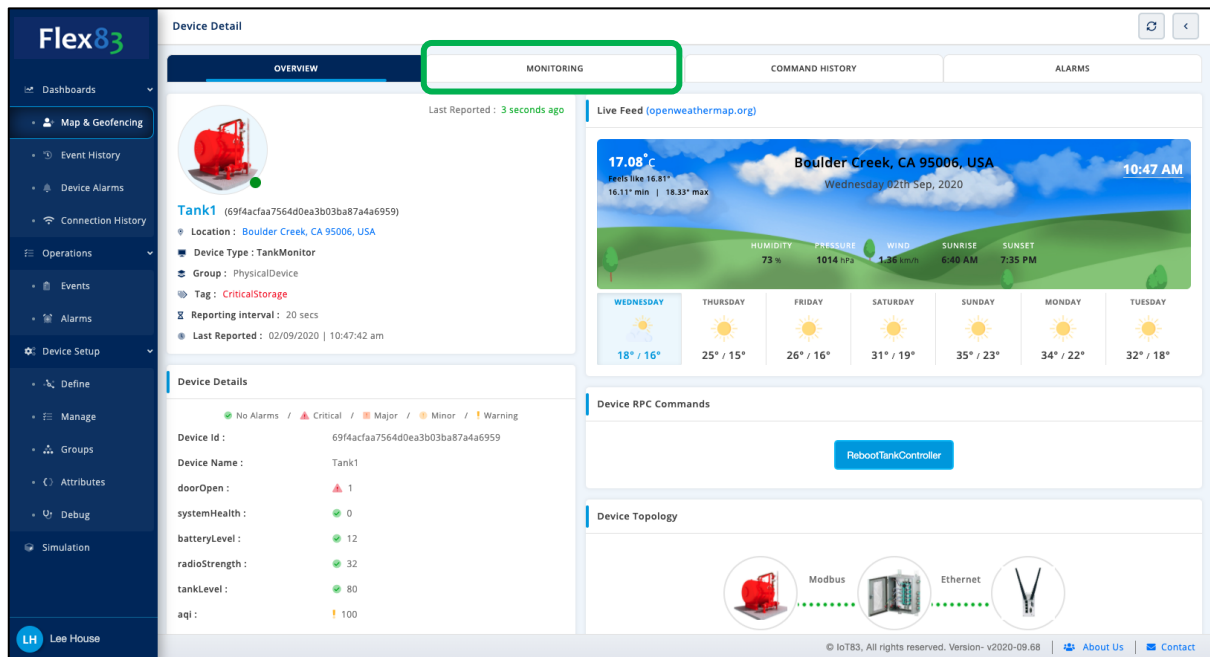 Flex83
Device Detail
Dashboards
Map & Geofencing
Event History
Device Alarms
Connection History
Operations
Events
Alarms
Device Setup
Define
Manage
Groups
Attributes
Debug
Simulation
LH Lee House
OVERVIEW
MONITORING
COMMAND HISTORY
ALARMS
Last Reported : 3 seconds ago
Tank1 (69f4acfaa7564d0ea3b03ba87a4a6959)
Location : Boulder Creek, CA 95006, USA
Device Type : TankMonitor
Group : PhysicalDevice
Tag : CriticalStorage
Reporting interval : 20 secs
Last Reported : 02/09/2020 | 10:47:42 am
Device Details
No Alarms / Critical / Major / Minor / Warning
Device Id : 69f4acfaa7564d0ea3b03ba87a4a6959
Device Name : Tank1
doorOpen : 1
systemHealth : 0
batteryLevel : 12
radioStrength : 32
tankLevel : 80
aqi : 100
Live Feed (openweathermap.org)
17.08°C
Feels like 16.81°
16.11° min | 18.33° max
Boulder Creek, CA 95006, USA
Wednesday 02th Sep, 2020
10:47 AM
HUMIDITY PRESSURE WIND SUNRISE SUNSET
73 % 1014 hPa 1.36 km/h 6:40 AM 7:35 PM
WEDNESDAY THURSDAY FRIDAY SATURDAY SUNDAY MONDAY TUESDAY
18° / 16° 25° / 15° 26° / 16° 31° / 19° 35° / 23° 34° / 22° 32° / 18°
Device RPC Commands
RebootTankController
Device Topology
Modbus Ethernet
© IoT83, All rights reserved. Version- v2020-09.68 | About Us | Contact